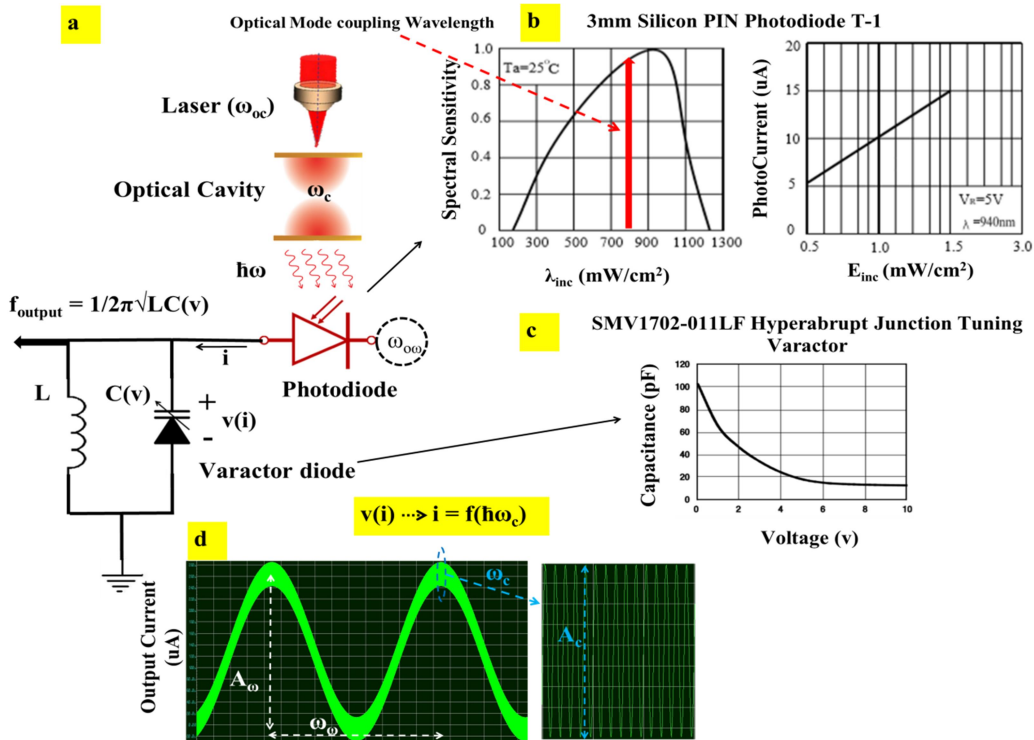 a
Optical Mode coupling Wavelength
Laser (ω_oc)
Optical Cavity
ω_c
ħω
f_output = 1/2π√LC(v)
i
ω_oω
Photodiode
L
C(v)
+
v(i)
-
Varactor diode
b
3mm Silicon PIN Photodiode T-1
Spectral Sensitivity
1.0
0.8
0.6
0.4
0.2
0.0
Ta=25°C
100 300 500 700 900 1100 1300
λ_inc (mW/cm²)
PhotoCurrent (uA)
20
15
10
5
0
V_R=5V
λ =940nm
0.5 1.0 1.5 3.0
E_inc (mW/cm²)
c
SMV1702-011LF Hyperabrupt Junction Tuning
Varactor
Capacitance (pF)
120
100
80
60
40
20
0
0 2 4 6 8 10
Voltage (v)
v(i) ···> i = f(ħω_c)
d
Output Current
(uA)
A_ω
ω_ω
ω_c
A_c